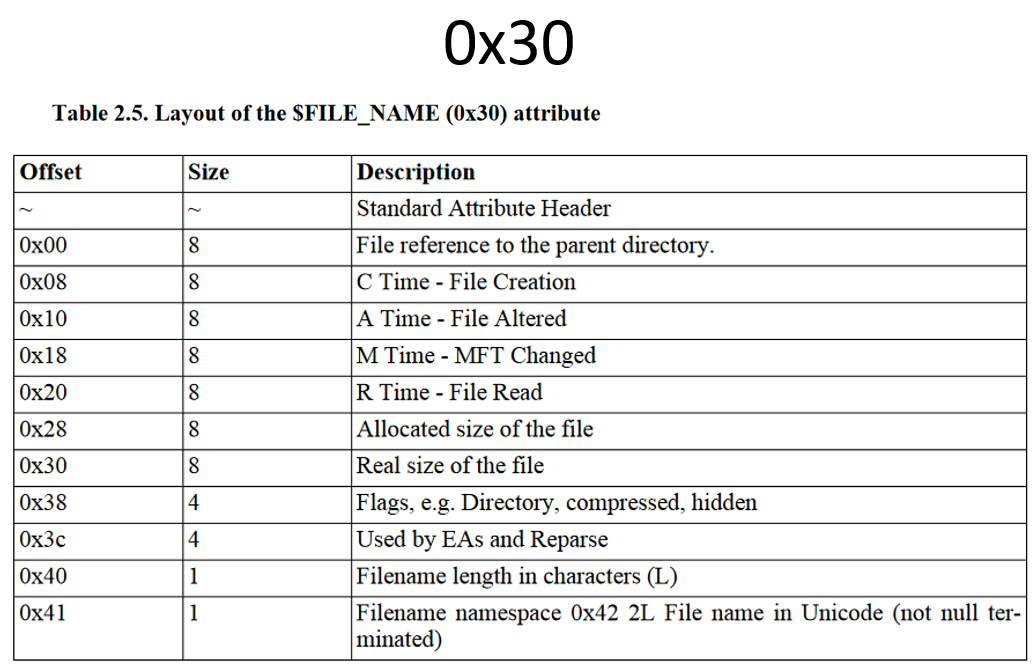 0x30
Table 2.5. Layout of the $FILE_NAME (0x30) attribute
Offset Size Description
~ ~ Standard Attribute Header
0x00 8 File reference to the parent directory.
0x08 8 C Time - File Creation
0x10 8 A Time - File Altered
0x18 8 M Time - MFT Changed
0x20 8 R Time - File Read
0x28 8 Allocated size of the file
0x30 8 Real size of the file
0x38 4 Flags, e.g. Directory, compressed, hidden
0x3c 4 Used by EAs and Reparse
0x40 1 Filename length in characters (L)
0x41 1 Filename namespace 0x42 2L File name in Unicode (not null ter-
minated)